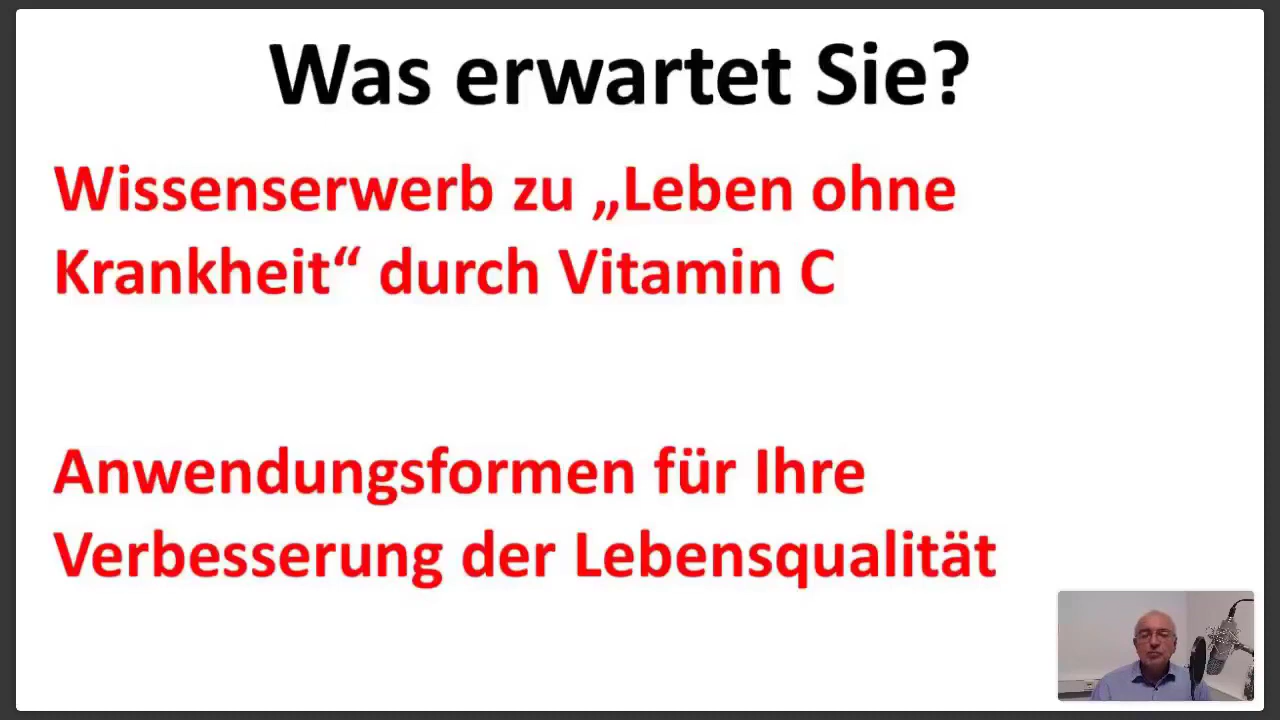 Was erwartet Sie?
Wissenserwerb zu „Leben ohne
Krankheit“ durch Vitamin C
Anwendungsformen für Ihre
Verbesserung der Lebensqualität